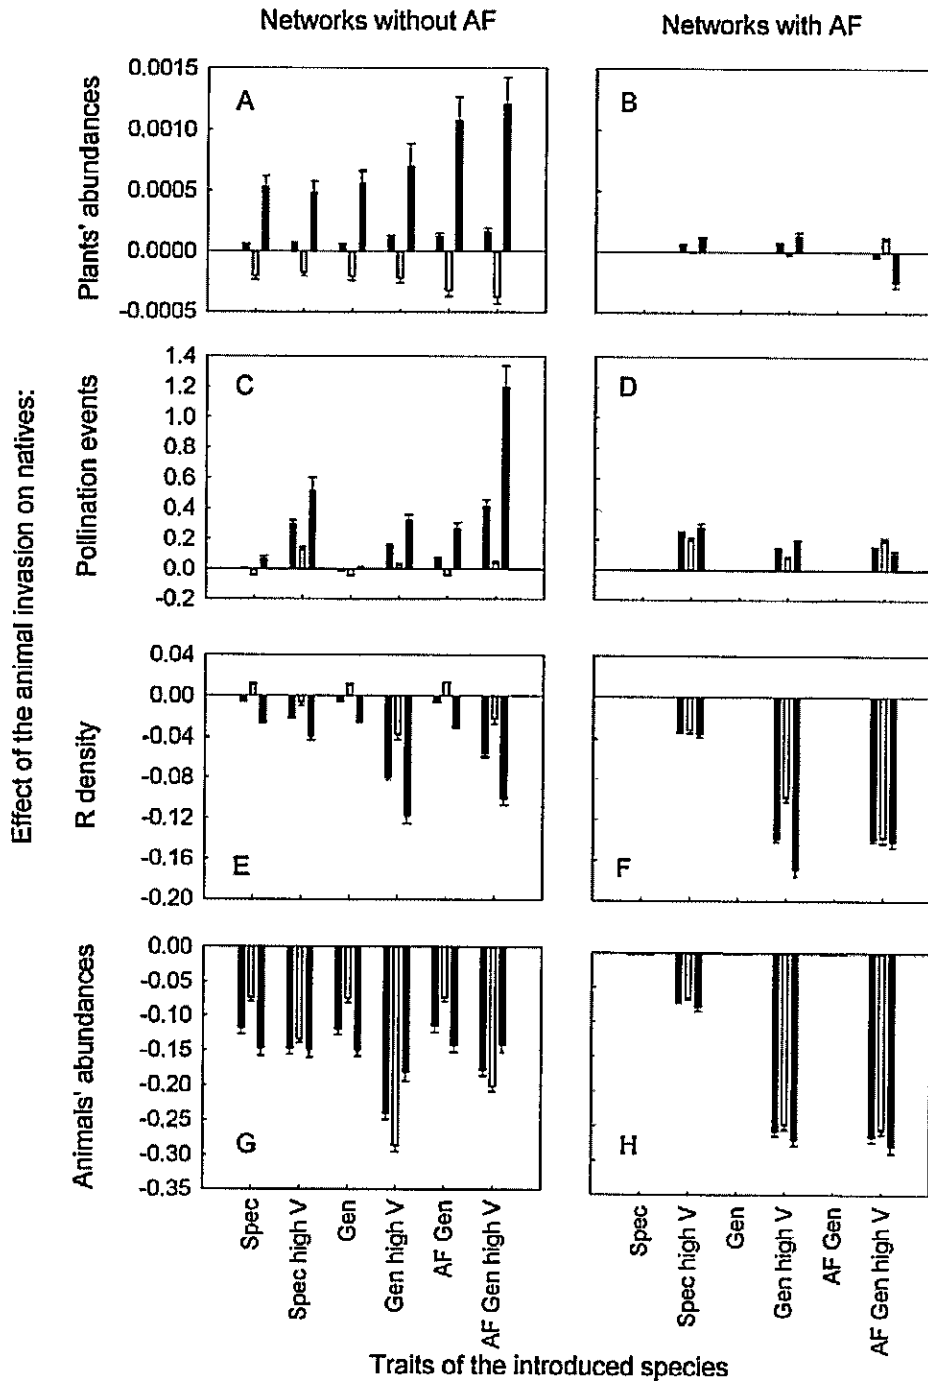 Networks without AF
Networks with AF
Effect of the animal invasion on natives:
Plants' abundances
0.0015
0.0010
0.0005
0.0000
-0.0005
A
B
Pollination events
1.4
1.2
1.0
0.8
0.6
0.4
0.2
0.0
-0.2
C
D
R density
0.04
0.00
-0.04
-0.08
-0.12
-0.16
-0.20
E
F
Animals' abundances
0.00
-0.05
-0.10
-0.15
-0.20
-0.25
-0.30
-0.35
G
H
Spec
Spec high V
Gen
Gen high V
AF Gen
AF Gen high V
Spec
Spec high V
Gen
Gen high V
AF Gen
AF Gen high V
Traits of the introduced species